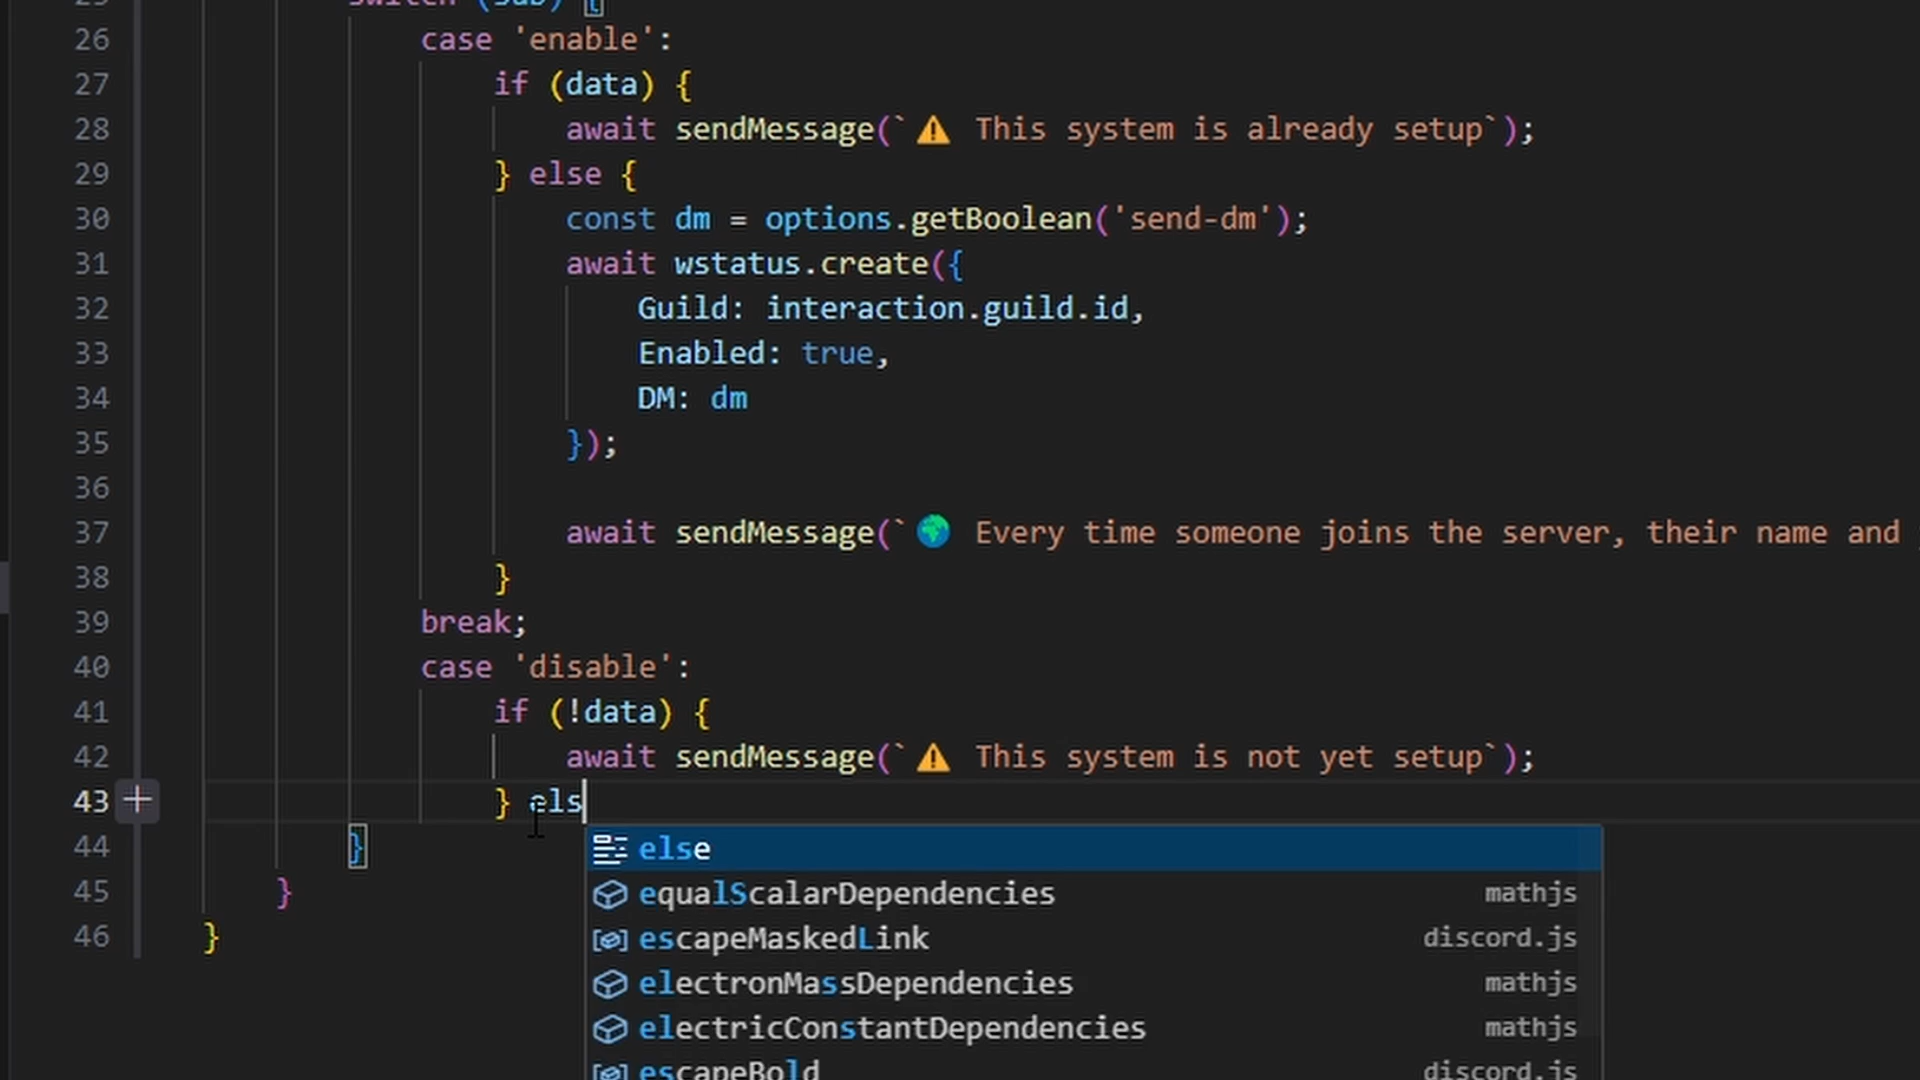 25 switch (sub) {
26 case 'enable':
27 if (data) {
28 await sendMessage(`⚠️ This system is already setup`);
29 } else {
30 const dm = options.getBoolean('send-dm');
31 await wstatus.create({
32 Guild: interaction.guild.id,
33 Enabled: true,
34 DM: dm
35 });
36
37 await sendMessage(`🌍 Every time someone joins the server, their name and
38 }
39 break;
40 case 'disable':
41 if (!data) {
42 await sendMessage(`⚠️ This system is not yet setup`);
43 } els
else
44 }
equalScalarDependencies mathjs
45 }
escapeMaskedLink discord.js
46 }
electronMassDependencies mathjs
electricConstantDependencies mathjs
escapeBold discord.js